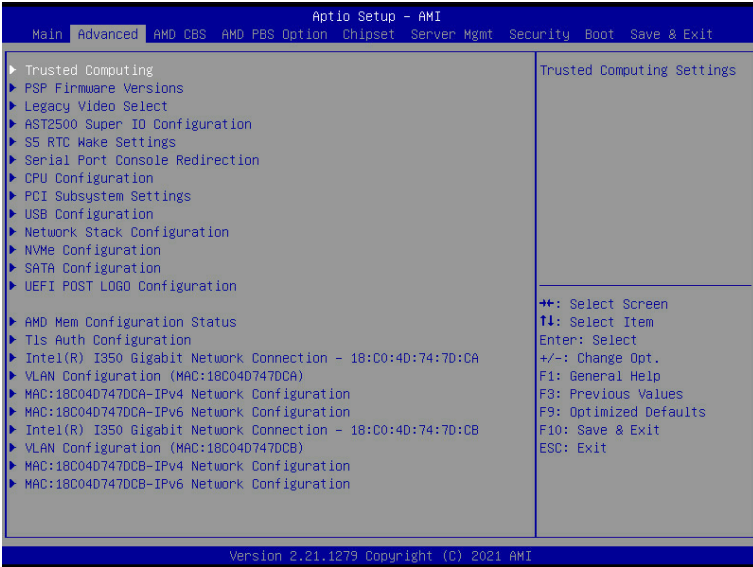 Aptio Setup – AMI
Main Advanced AMD CBS AMD PBS Option Chipset Server Mgmt Security Boot Save & Exit
Trusted Computing
PSP Firmware Versions
Legacy Video Select
AST2500 Super IO Configuration
S5 RTC Wake Settings
Serial Port Console Redirection
CPU Configuration
PCI Subsystem Settings
USB Configuration
Network Stack Configuration
NVMe Configuration
SATA Configuration
UEFI POST LOGO Configuration
AMD Mem Configuration Status
Tls Auth Configuration
Intel(R) I350 Gigabit Network Connection – 18:C0:4D:74:7D:CA
VLAN Configuration (MAC:18C04D747DCA)
MAC:18C04D747DCA–IPv4 Network Configuration
MAC:18C04D747DCA–IPv6 Network Configuration
Intel(R) I350 Gigabit Network Connection – 18:C0:4D:74:7D:CB
VLAN Configuration (MAC:18C04D747DCB)
MAC:18C04D747DCB–IPv4 Network Configuration
MAC:18C04D747DCB–IPv6 Network Configuration
Trusted Computing Settings
→←: Select Screen
↑↓: Select Item
Enter: Select
+/–: Change Opt.
F1: General Help
F3: Previous Values
F9: Optimized Defaults
F10: Save & Exit
ESC: Exit
Version 2.21.1279 Copyright (C) 2021 AMI